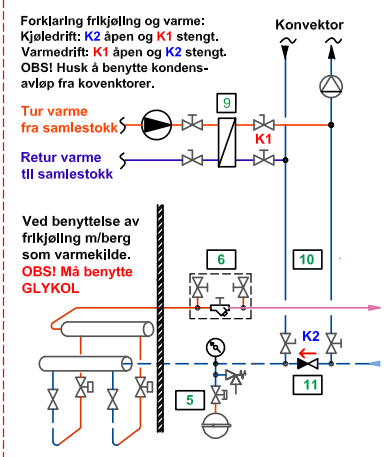 Forklaring frikjøling og varme:
Kjøledrift: K2 åpen og K1 stengt.
Varmedrift: K1 åpen og K2 stengt.
OBS! Husk å benytte kondens-
avløp fra kovenktorer.
Konvektor
9
Tur varme
fra samlestokk
K1
Retur varme
til samlestokk
Ved benyttelse av
frikjøling m/berg
som varmekilde.
OBS! Må benytte
GLYKOL
6
10
K2
11
5